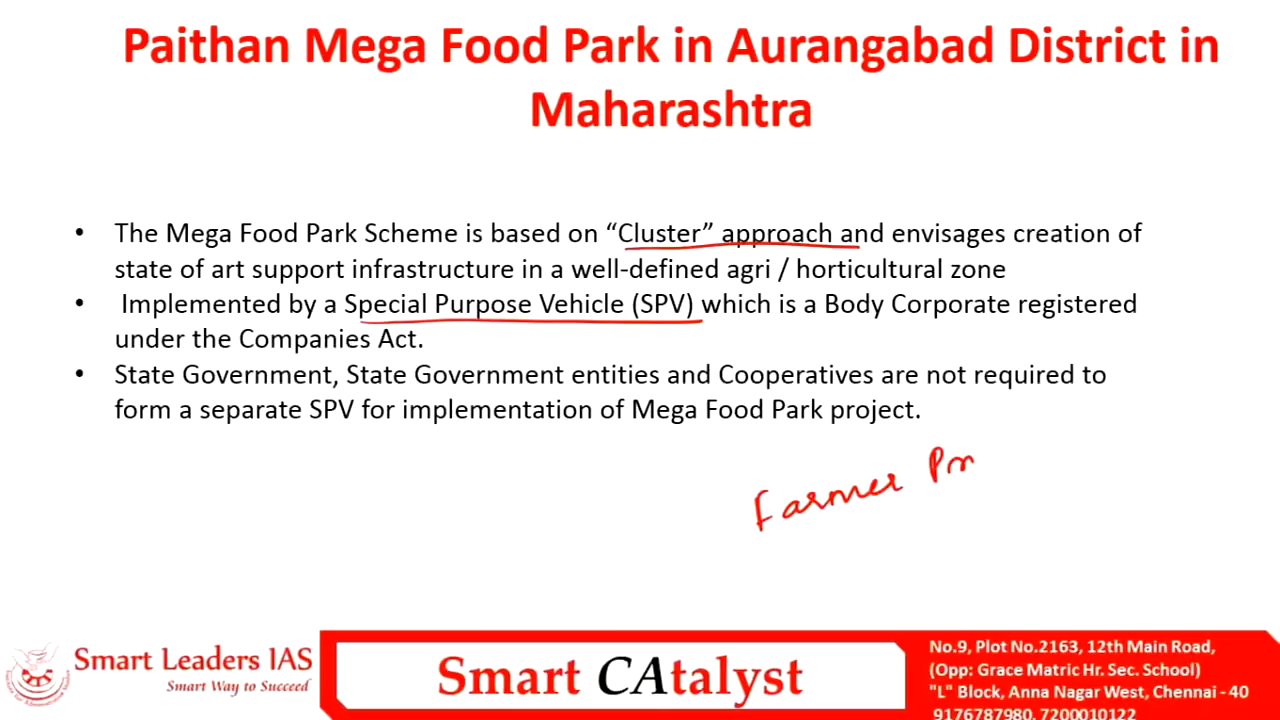 Paithan Mega Food Park in Aurangabad District in
Maharashtra
• The Mega Food Park Scheme is based on “Cluster” approach and envisages creation of
state of art support infrastructure in a well-defined agri / horticultural zone
• Implemented by a Special Purpose Vehicle (SPV) which is a Body Corporate registered
under the Companies Act.
• State Government, State Government entities and Cooperatives are not required to
form a separate SPV for implementation of Mega Food Park project.
Farmer
Smart Leaders IAS
Smart Way to Succeed
Smart CAtalyst
No.9, Plot No.2163, 12th Main Road,
(Opp: Grace Matric Hr. Sec. School)
"L" Block, Anna Nagar West, Chennai - 40
9176787980, 7200010122